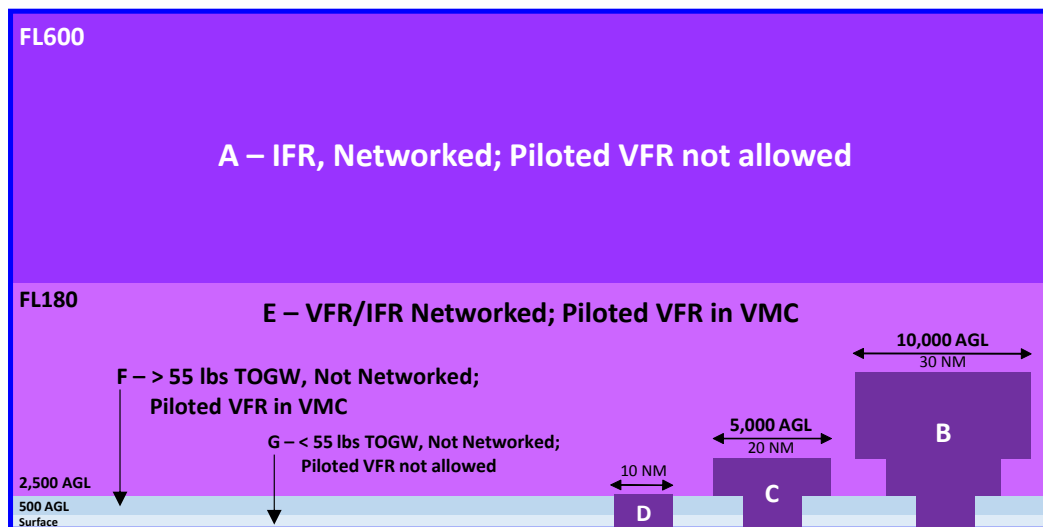 FL600
A – IFR, Networked; Piloted VFR not allowed
FL180
E – VFR/IFR Networked; Piloted VFR in VMC
10,000 AGL
30 NM
F – > 55 lbs TOGW, Not Networked;
Piloted VFR in VMC
B
5,000 AGL
20 NM
G – < 55 lbs TOGW, Not Networked;
Piloted VFR not allowed
10 NM
C
2,500 AGL
500 AGL
D
Surface